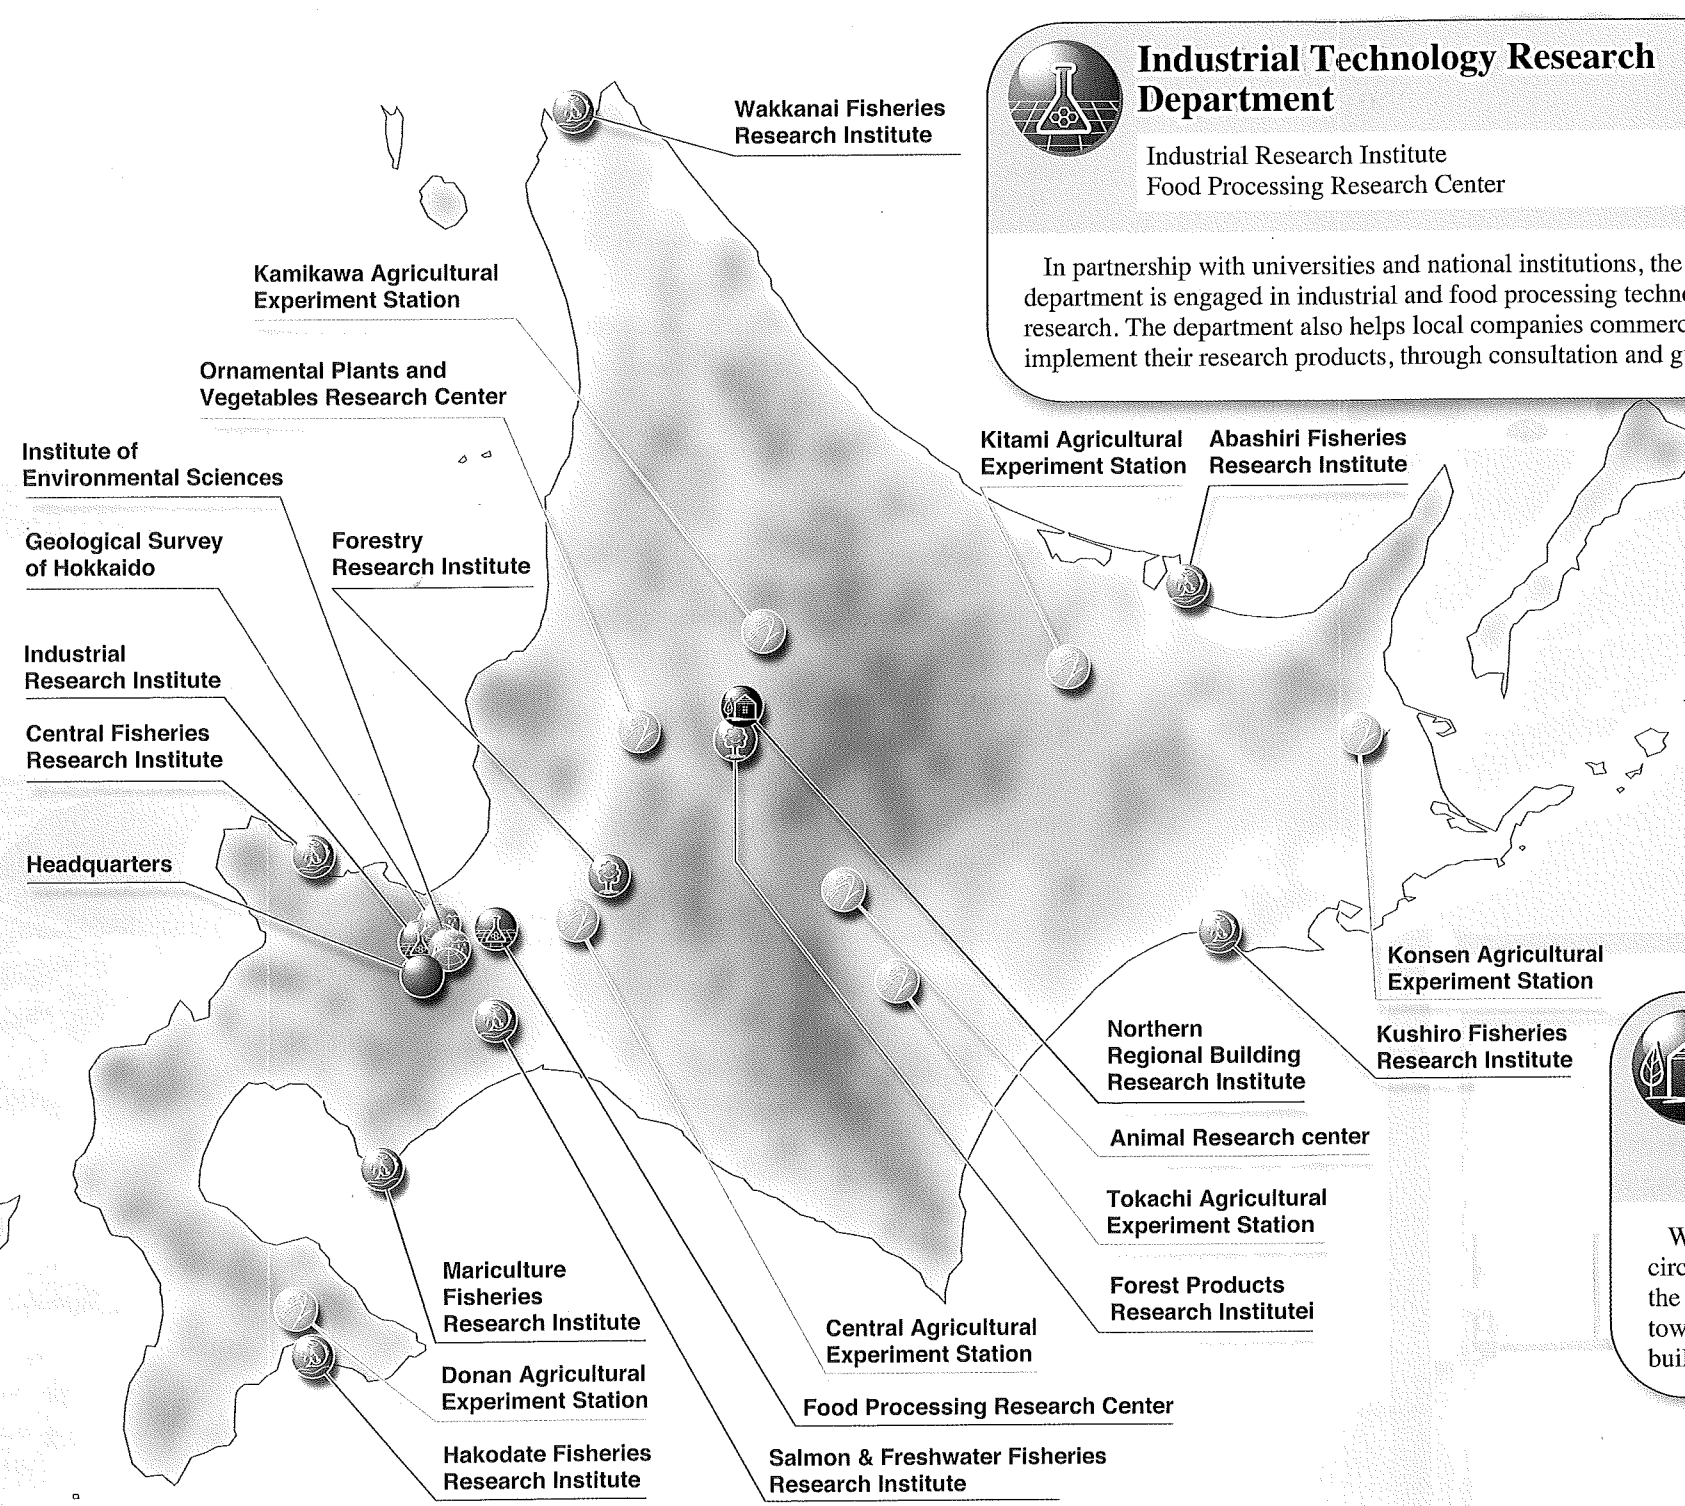 Industrial Technology Research
Department
Industrial Research Institute
Food Processing Research Center
In partnership with universities and national institutions, the
department is engaged in industrial and food processing
research. The department also helps local companies
implement their research products, through consultation and
Wakkanai Fisheries
Research Institute
Kamikawa Agricultural
Experiment Station
Ornamental Plants and
Vegetables Research Center
Institute of
Environmental Sciences
Geological Survey
of Hokkaido
Forestry
Research Institute
Industrial
Research Institute
Central Fisheries
Research Institute
Headquarters
Kitami Agricultural
Experiment Station
Abashiri Fisheries
Research Institute
Konsen Agricultural
Experiment Station
Kushiro Fisheries
Research Institute
Northern
Regional Building
Research Institute
Animal Research center
Tokachi Agricultural
Experiment Station
Forest Products
Research Institutei
Central Agricultural
Experiment Station
Food Processing Research Center
Salmon & Freshwater Fisheries
Research Institute
Mariculture
Fisheries
Research Institute
Donan Agricultural
Experiment Station
Hakodate Fisheries
Research Institute
the